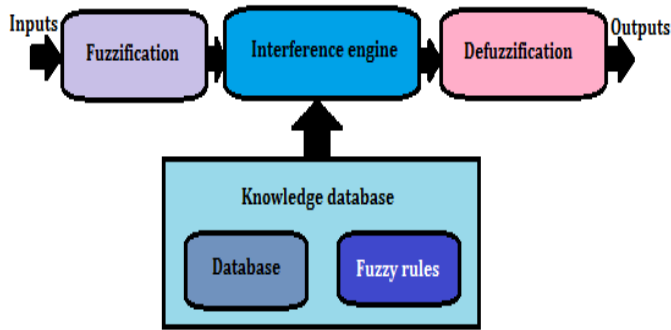 Inputs
Fuzzification
Interference engine
Defuzzification
Outputs
Knowledge database
Database
Fuzzy rules